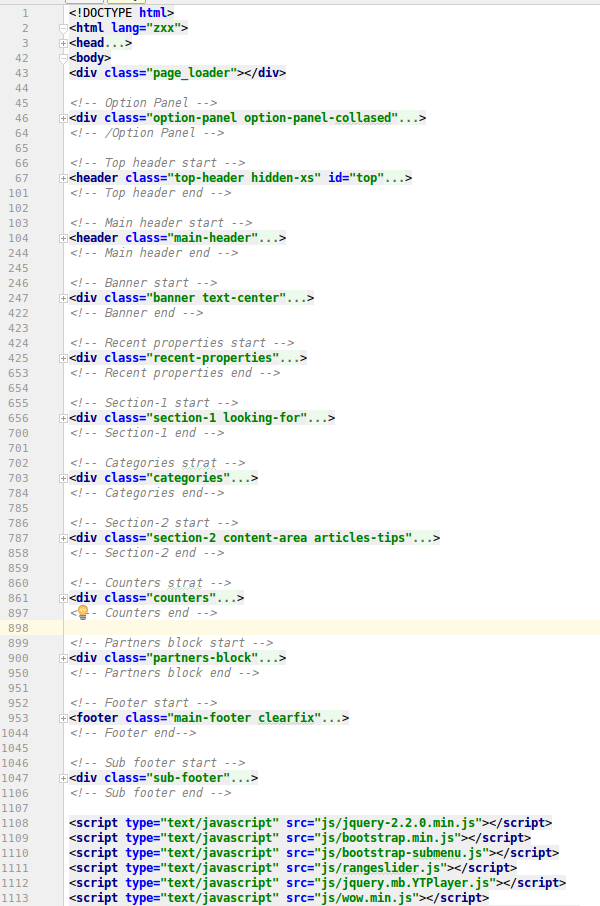 1 <!DOCTYPE html>
2 <html lang="zxx">
3 <head...>
42 <body>
43 <div class="page_loader"></div>
44
45 <!-- Option Panel -->
46 <div class="option-panel option-panel-collased"...>
64 <!-- /Option Panel -->
65
66 <!-- Top header start -->
67 <header class="top-header hidden-xs" id="top"...>
101 <!-- Top header end -->
102
103 <!-- Main header start -->
104 <header class="main-header"...>
244 <!-- Main header end -->
245
246 <!-- Banner start -->
247 <div class="banner text-center"...>
422 <!-- Banner end -->
423
424 <!-- Recent properties start -->
425 <div class="recent-properties"...>
653 <!-- Recent properties end -->
654
655 <!-- Section-1 start -->
656 <div class="section-1 looking-for"...>
700 <!-- Section-1 end -->
701
702 <!-- Categories strat -->
703 <div class="categories"...>
784 <!-- Categories end-->
785
786 <!-- Section-2 start -->
787 <div class="section-2 content-area articles-tips"...>
858 <!-- Section-2 end -->
859
860 <!-- Counters strat -->
861 <div class="counters"...>
897 <!-- Counters end -->
898
899 <!-- Partners block start -->
900 <div class="partners-block"...>
950 <!-- Partners block end -->
951
952 <!-- Footer start -->
953 <footer class="main-footer clearfix"...>
1044 <!-- Footer end-->
1045
1046 <!-- Sub footer start -->
1047 <div class="sub-footer"...>
1106 <!-- Sub footer end -->
1107
1108 <script type="text/javascript" src="js/jquery-2.2.0.min.js"></script>
1109 <script type="text/javascript" src="js/bootstrap.min.js"></script>
1110 <script type="text/javascript" src="js/bootstrap-submenu.js"></script>
1111 <script type="text/javascript" src="js/rangeslider.js"></script>
1112 <script type="text/javascript" src="js/jquery.mb.YTPlayer.js"></script>
1113 <script type="text/javascript" src="js/wow.min.js"></script>